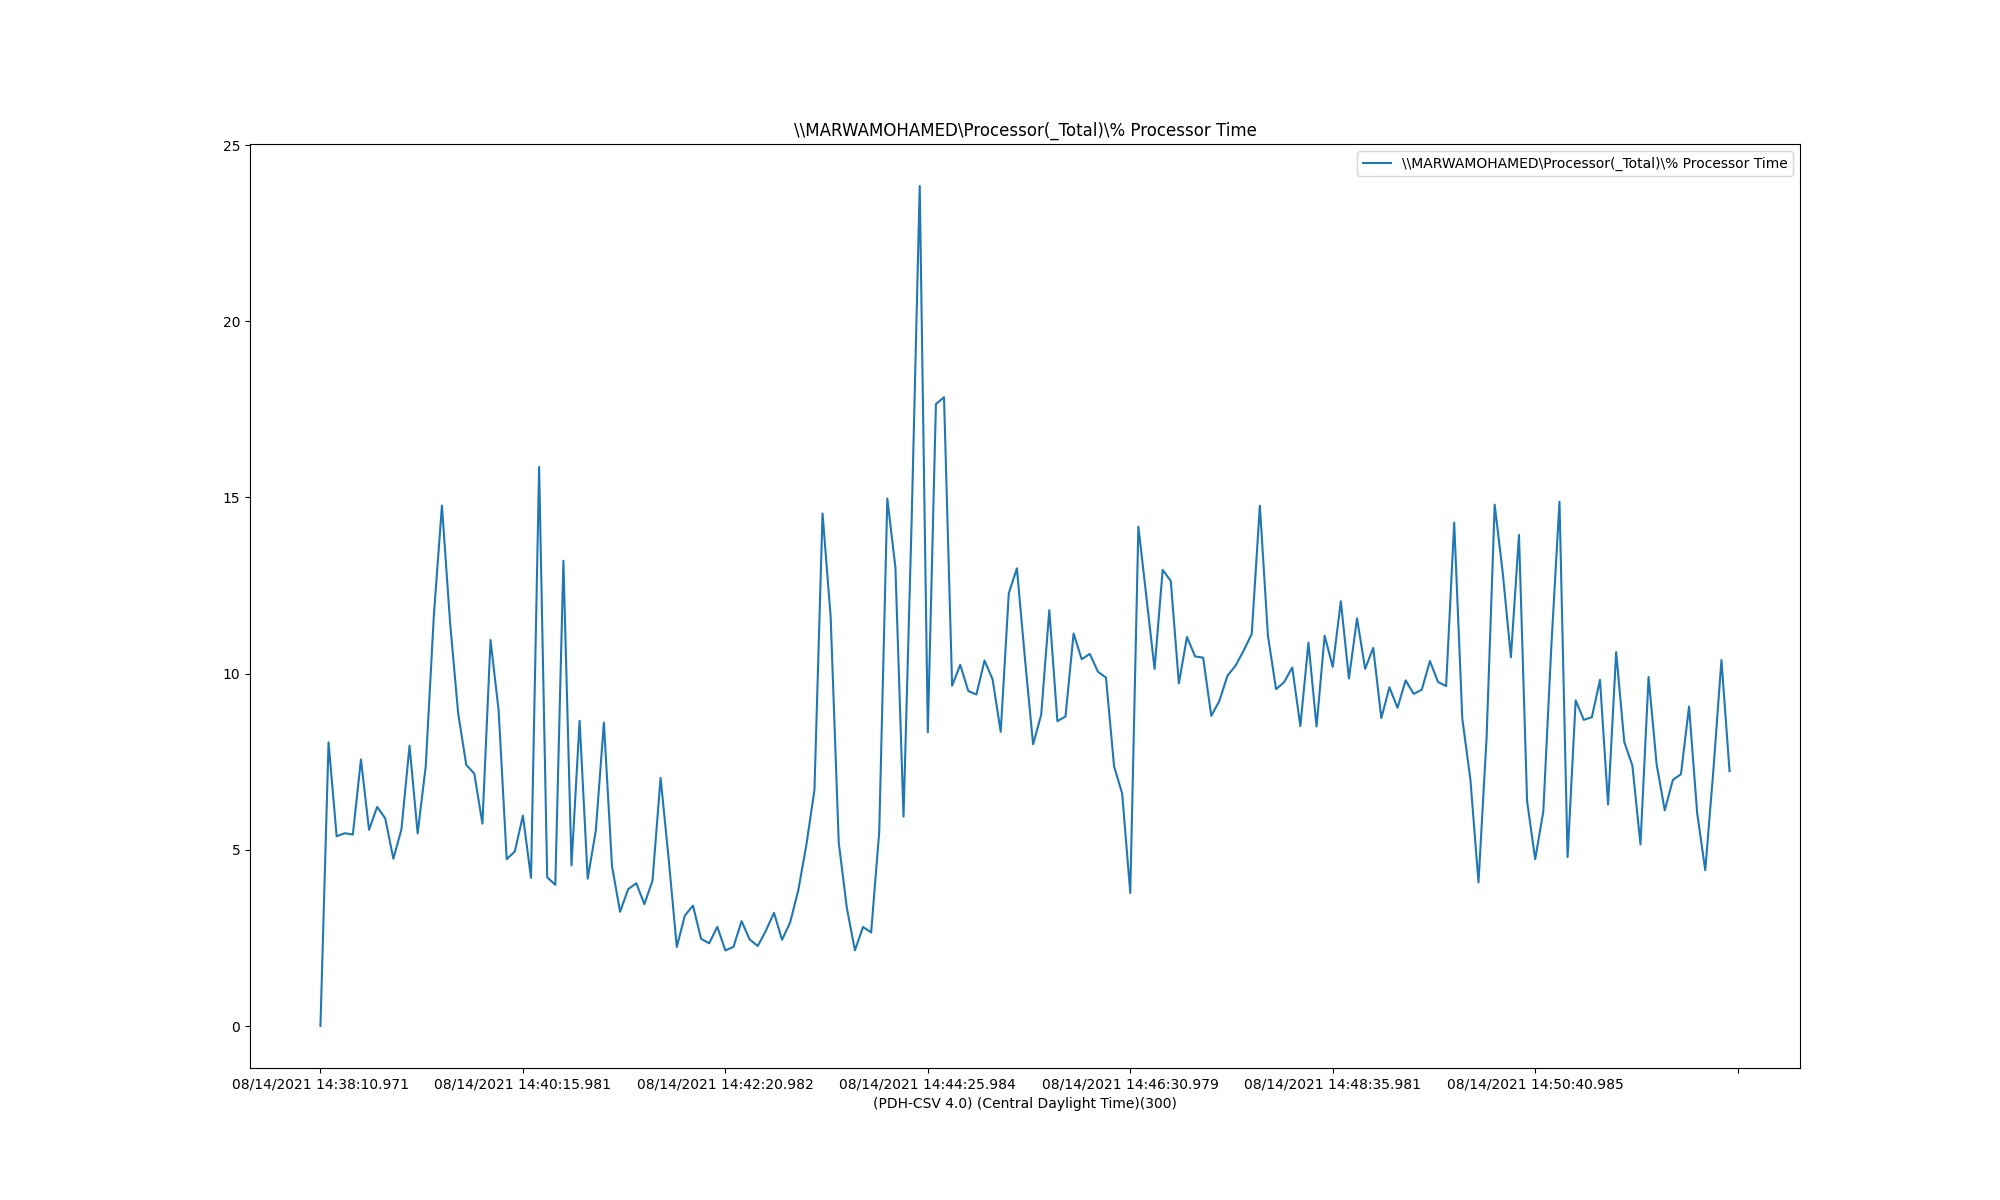 \\MARWAMOHAMED\Processor(_Total)\% Processor Time
\\MARWAMOHAMED\Processor(_Total)\% Processor Time
25
20
15
10
5
0
08/14/2021 14:38:10.971 08/14/2021 14:40:15.981 08/14/2021 14:42:20.982 08/14/2021 14:44:25.984 08/14/2021 14:46:30.979 08/14/2021 14:48:35.981 08/14/2021 14:50:40.985
(PDH-CSV 4.0) (Central Daylight Time)(300)